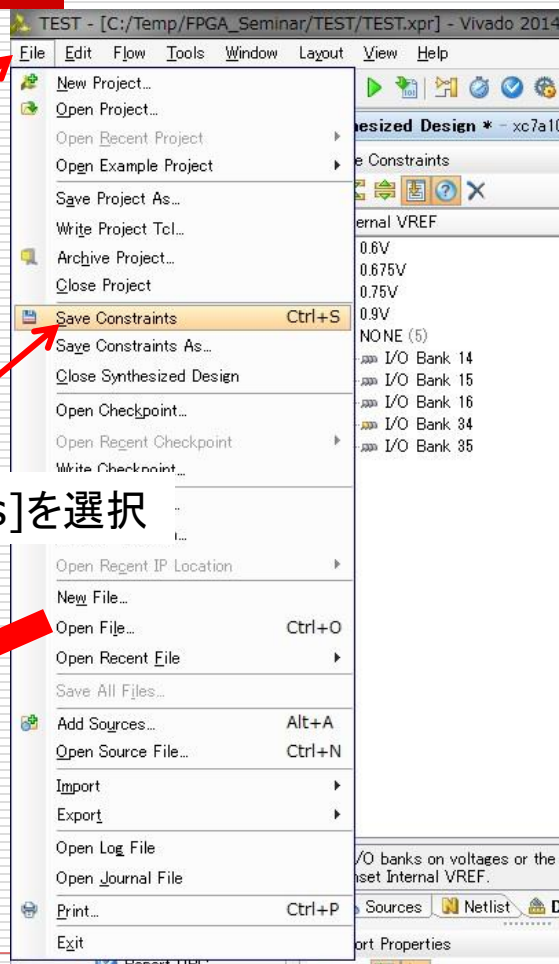 TEST - [C:/Temp/FPGA_Seminar/TEST/TEST.xpr] - Vivado 2014
File Edit Flow Tools Window Layout View Help
New Project...
Open Project...
Open Recent Project
Open Example Project
Save Project As...
Write Project Tcl...
Archive Project...
Close Project
Save Constraints Ctrl+S
Save Constraints As...
Close Synthesized Design
Open Checkpoint...
Open Recent Checkpoint
Write Checkpoint...
s]を選択
Open Recent IP Location
New File...
Open File... Ctrl+O
Open Recent File
Save All Files...
Add Sources... Alt+A
Open Source File... Ctrl+N
Import
Export
Open Log File
Open Journal File
Print... Ctrl+P
Exit
esized Design * - xc7a10
e Constraints
ernal VREF
0.6V
0.675V
0.75V
0.9V
NONE (5)
I/O Bank 14
I/O Bank 15
I/O Bank 16
I/O Bank 34
I/O Bank 35
/O banks on voltages or the
set Internal VREF.
Sources Netlist D
ort Properties